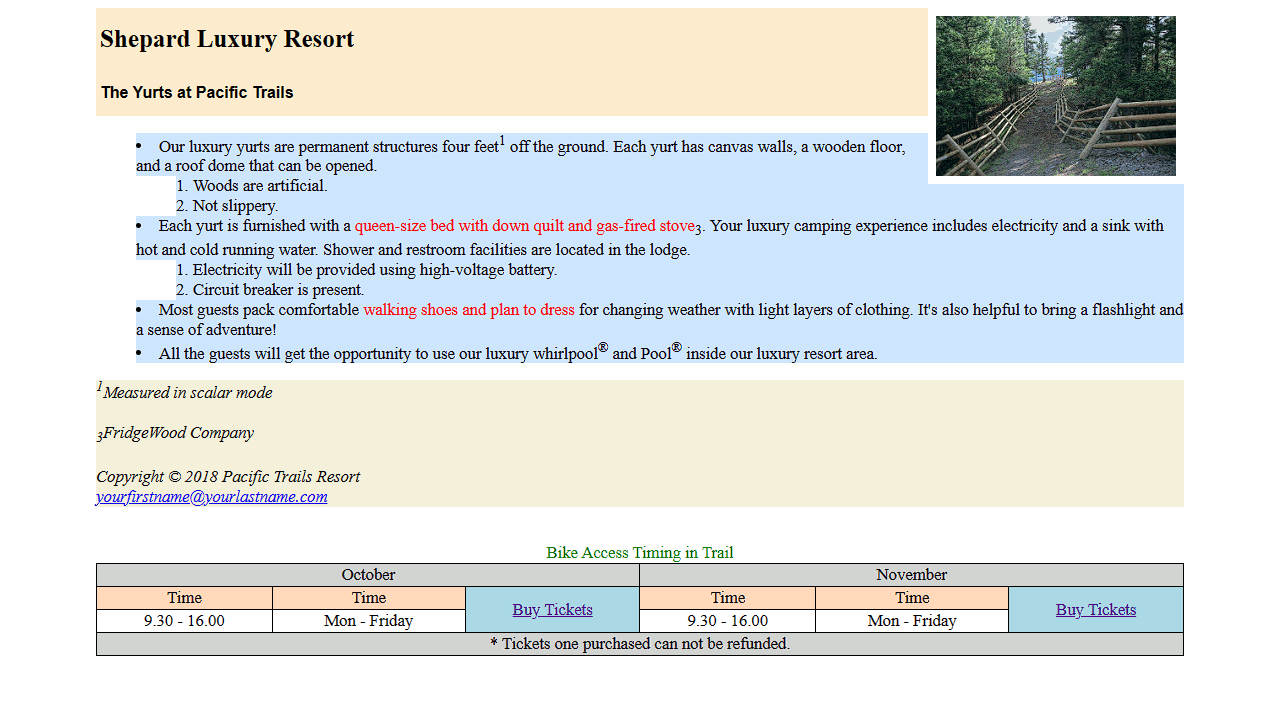 Shepard Luxury Resort
The Yurts at Pacific Trails
• Our luxury yurts are permanent structures four feet¹ off the ground. Each yurt has canvas walls, a wooden floor,
and a roof dome that can be opened.
1. Woods are artificial.
2. Not slippery.
• Each yurt is furnished with a queen-size bed with down quilt and gas-fired stove₃. Your luxury camping experience includes electricity and a sink with
hot and cold running water. Shower and restroom facilities are located in the lodge.
1. Electricity will be provided using high-voltage battery.
2. Circuit breaker is present.
• Most guests pack comfortable walking shoes and plan to dress for changing weather with light layers of clothing. It's also helpful to bring a flashlight and
a sense of adventure!
• All the guests will get the opportunity to use our luxury whirlpool® and Pool® inside our luxury resort area.
¹Measured in scalar mode
₃FridgeWood Company
Copyright © 2018 Pacific Trails Resort
yourfirstname@yourlastname.com
Bike Access Timing in Trail
October November
Time Time Buy Tickets Time Time Buy Tickets
9.30 - 16.00 Mon - Friday 9.30 - 16.00 Mon - Friday
* Tickets one purchased can not be refunded.